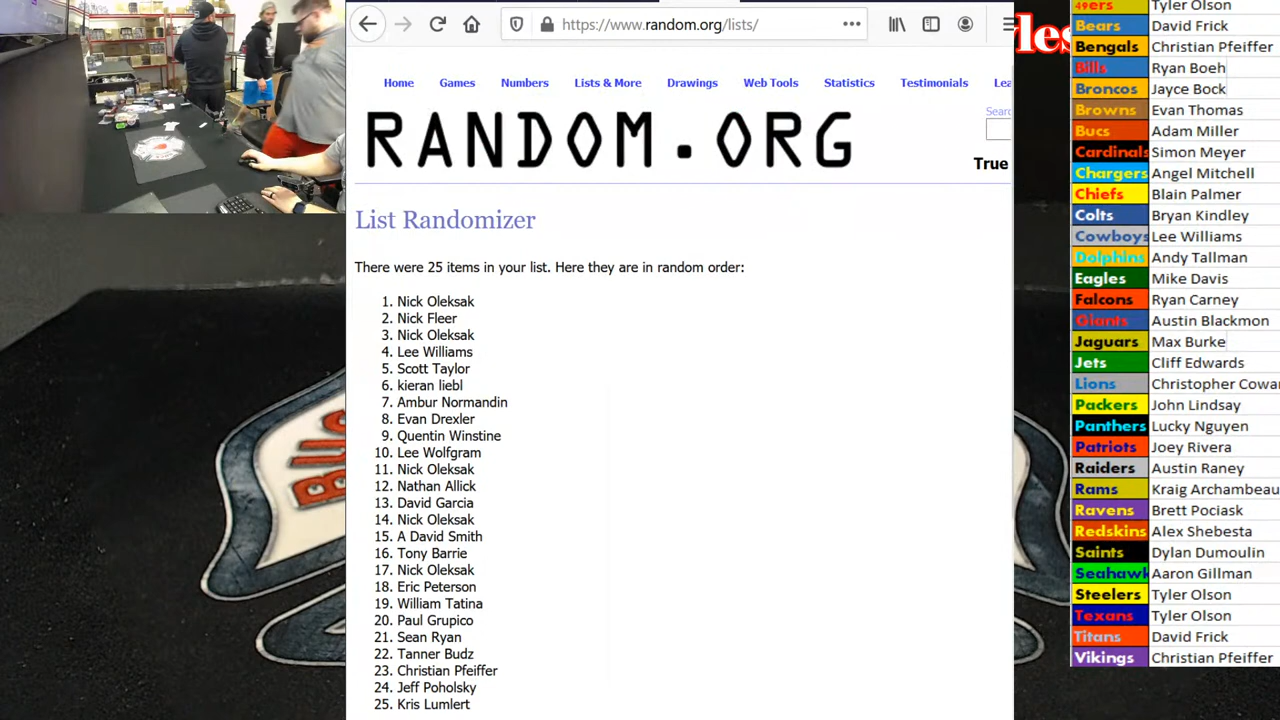 https://www.random.org/lists/
Home Games Numbers Lists & More Drawings Web Tools Statistics Testimonials
RANDOM.ORG
True
List Randomizer
There were 25 items in your list. Here they are in random order:
1. Nick Oleksak
2. Nick Fleer
3. Nick Oleksak
4. Lee Williams
5. Scott Taylor
6. kieran liebl
7. Ambur Normandin
8. Evan Drexler
9. Quentin Winstine
10. Lee Wolfgram
11. Nick Oleksak
12. Nathan Allick
13. David Garcia
14. Nick Oleksak
15. A David Smith
16. Tony Barrie
17. Nick Oleksak
18. Eric Peterson
19. William Tatina
20. Paul Grupico
21. Sean Ryan
22. Tanner Budz
23. Christian Pfeiffer
24. Jeff Poholsky
25. Kris Lumlert
49ers Tyler Olson
Bears David Frick
Bengals Christian Pfeiffer
Bills Ryan Boeh
Broncos Jayce Bock
Browns Evan Thomas
Bucs Adam Miller
Cardinals Simon Meyer
Chargers Angel Mitchell
Chiefs Blain Palmer
Colts Bryan Kindley
Cowboys Lee Williams
Dolphins Andy Tallman
Eagles Mike Davis
Falcons Ryan Carney
Giants Austin Blackmon
Jaguars Max Burke
Jets Cliff Edwards
Lions Christopher Cowa
Packers John Lindsay
Panthers Lucky Nguyen
Patriots Joey Rivera
Raiders Austin Raney
Rams Kraig Archambeau
Ravens Brett Pociask
Redskins Alex Shebesta
Saints Dylan Dumoulin
Seahawk Aaron Gillman
Steelers Tyler Olson
Texans Tyler Olson
Titans David Frick
Vikings Christian Pfeiffer